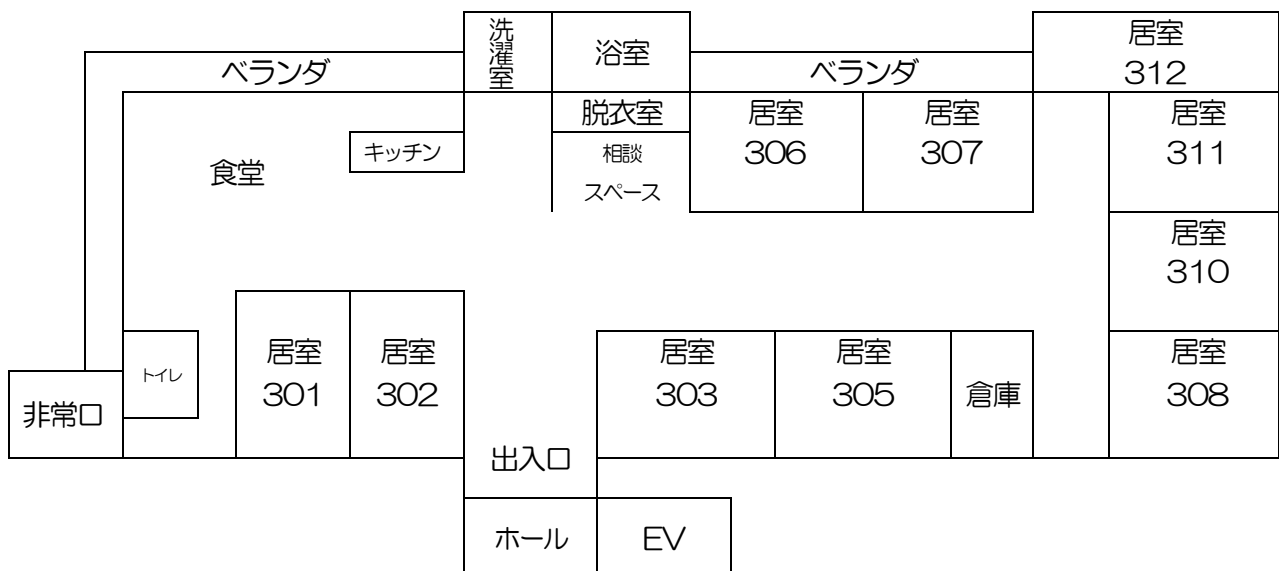 洗濯室
浴室
居室
312
ベランダ
ベランダ
脱衣室
居室
306
居室
307
居室
311
キッチン
相談
スペース
食堂
居室
310
居室
301
居室
302
居室
303
居室
305
倉庫
居室
308
トイレ
非常口
出入口
ホール
EV